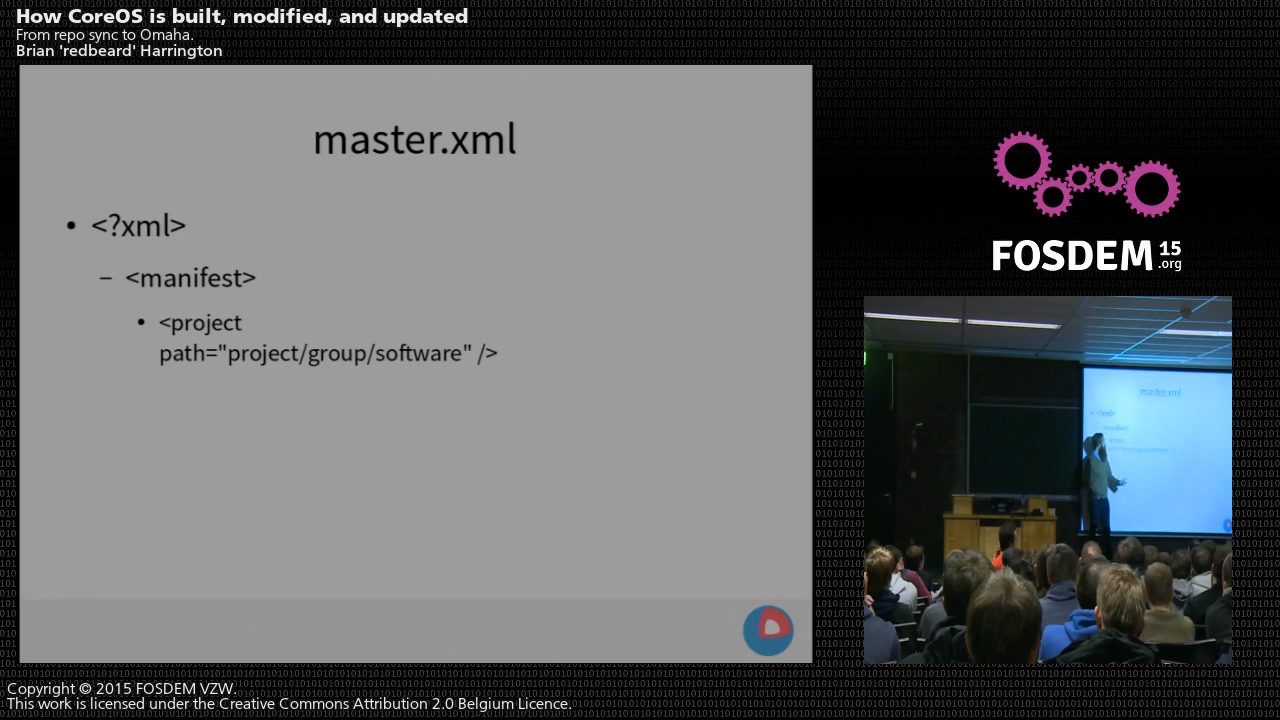 How CoreOS is built, modified, and updated
From repo sync to Omaha.
Brian 'redbeard' Harrington
master.xml
• <?xml>
– <manifest>
• <project
path="project/group/software" />
FOSDEM 15
.org
master.xml
Copyright © 2015 FOSDEM VZW.
This work is licensed under the Creative Commons Attribution 2.0 Belgium Licence.